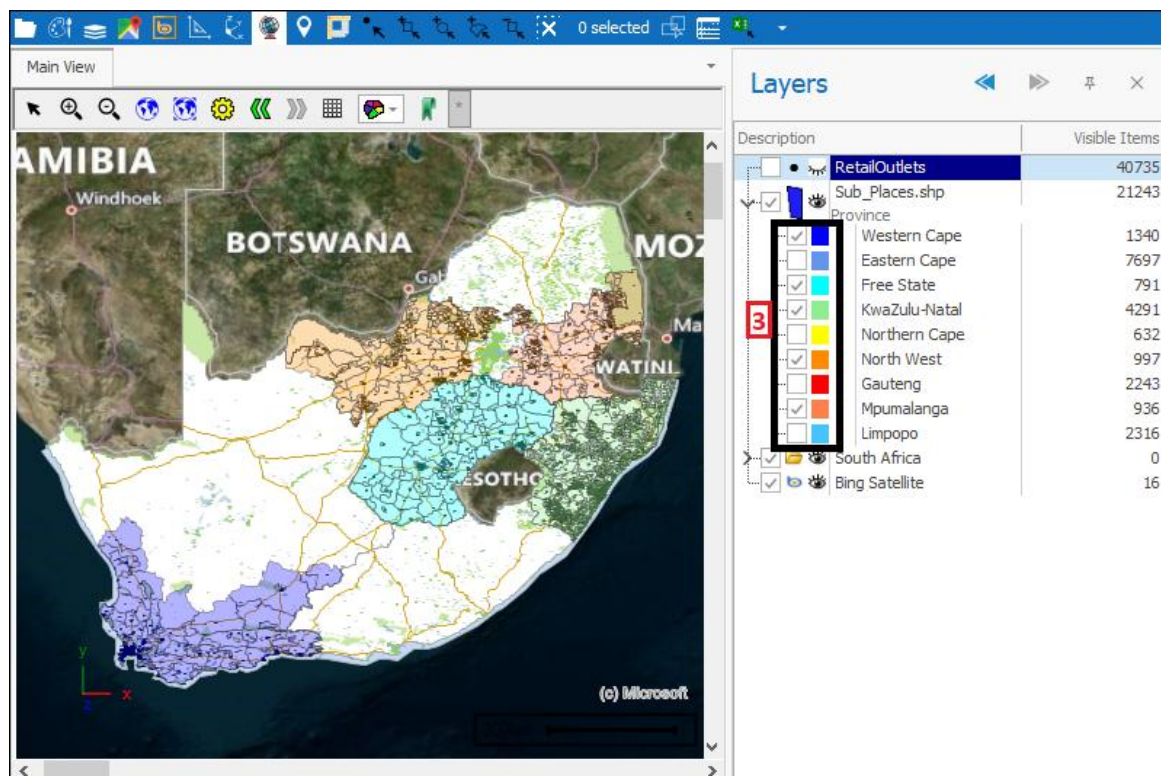 0 selected
Main View
Layers
Description Visible Items
RetailOutlets 40735
Sub_Places.shp 21243
Province
Western Cape 1340
Eastern Cape 7697
Free State 791
KwaZulu-Natal 4291
3
Northern Cape 632
North West 997
Gauteng 2243
Mpumalanga 936
Limpopo 2316
South Africa 0
Bing Satellite 16
AMIBIA
Windhoek
BOTSWANA
MOZ
Gab
Ma
WATINI
ESOTHO
y
x
z
(c) Microsoft